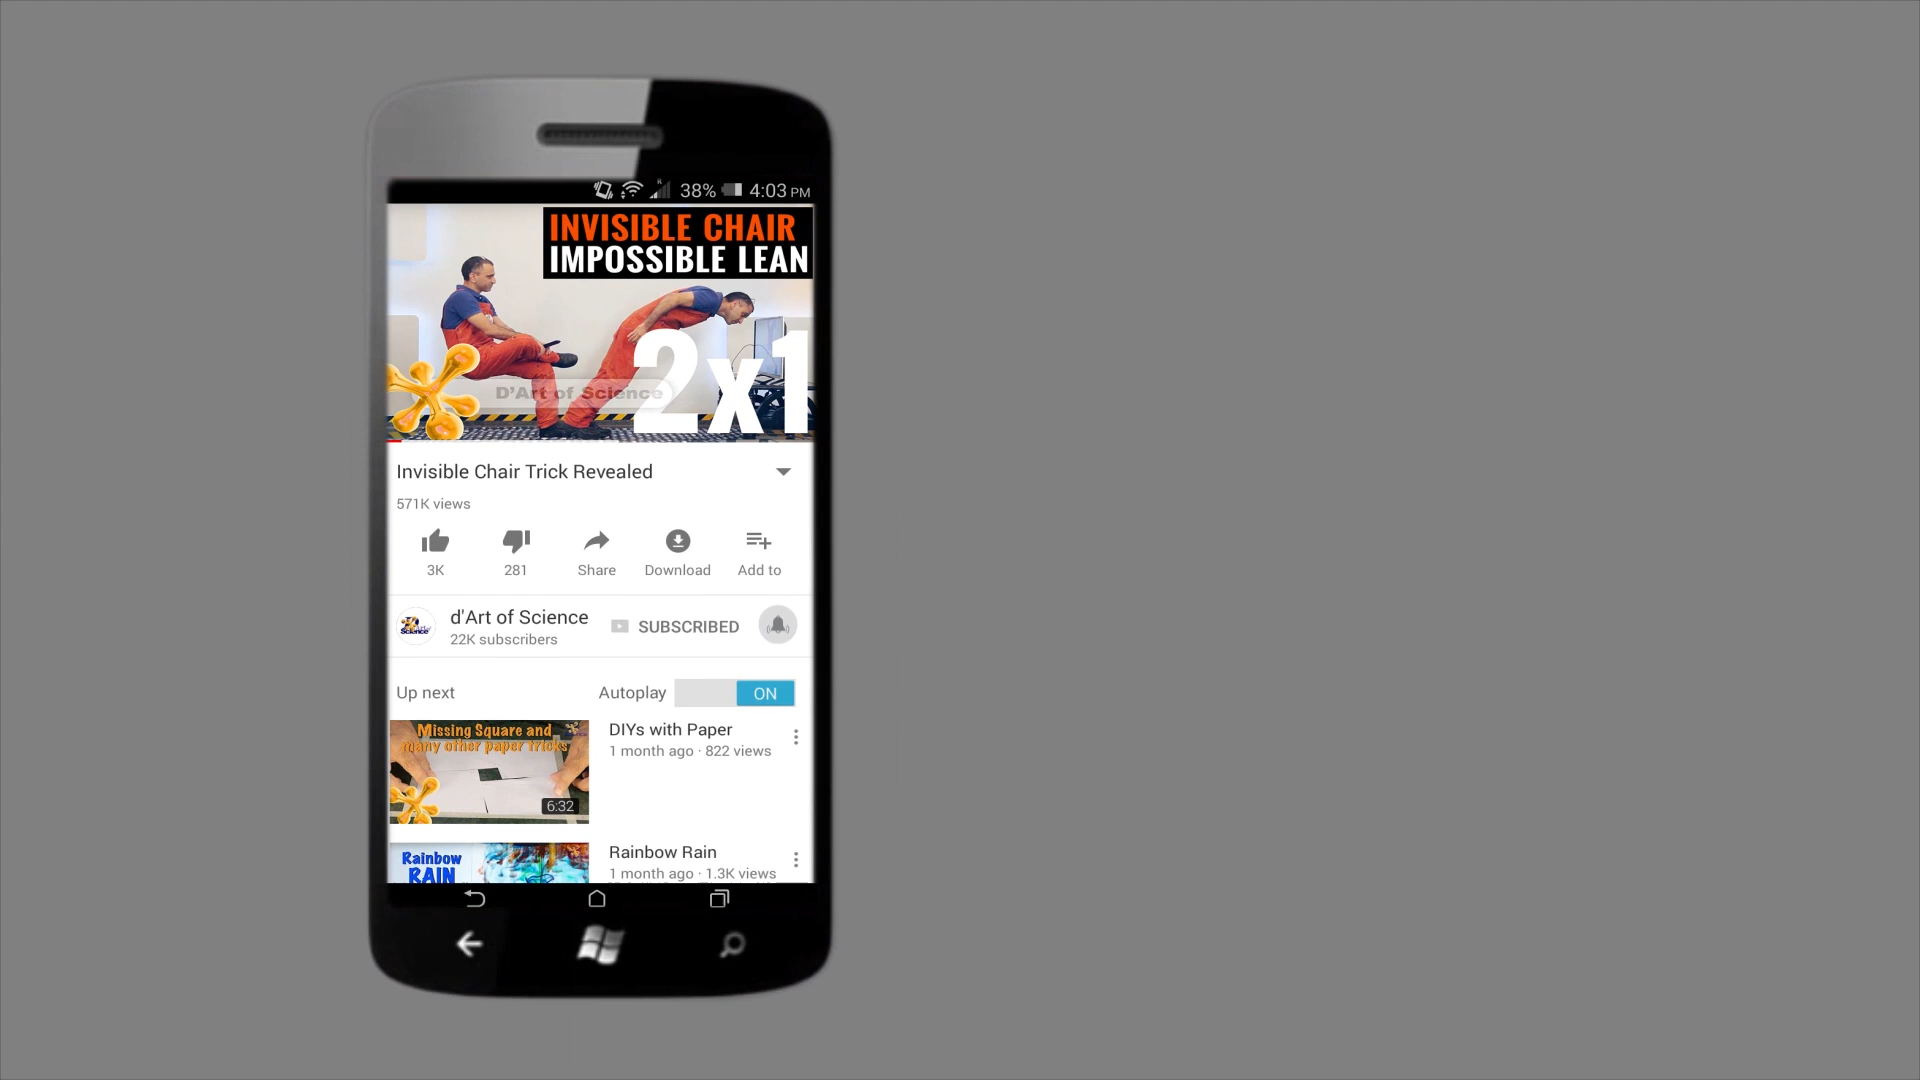 38% 4:03 PM
INVISIBLE CHAIR
IMPOSSIBLE LEAN
2x1
D'Art of Science
Invisible Chair Trick Revealed
571K views
3K 281 Share Download Add to
d'Art of Science
22K subscribers
SUBSCRIBED
Up next Autoplay ON
Missing Square and
many other paper tricks
6:32
DIYs with Paper
1 month ago · 822 views
Rainbow
RAIN
Rainbow Rain
1 month ago · 1.3K views